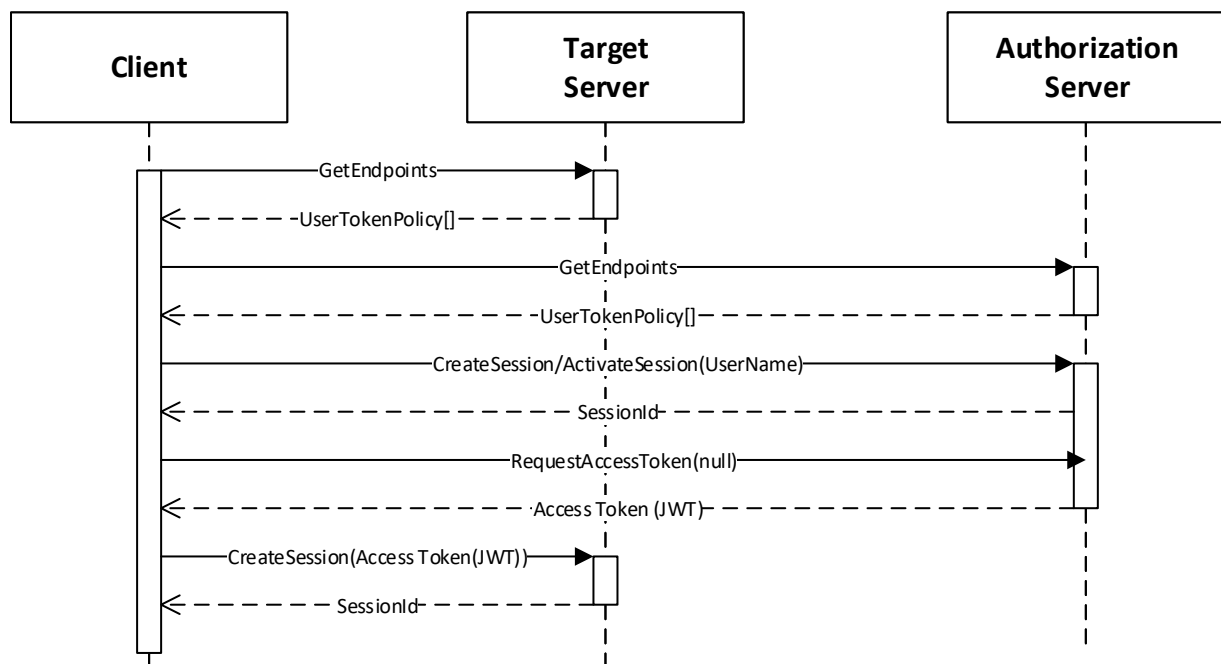 Client
Target
Server
Authorization
Server
GetEndpoints
UserTokenPolicy[]
GetEndpoints
UserTokenPolicy[]
CreateSession/ActivateSession(UserName)
SessionId
RequestAccessToken(null)
Access Token (JWT)
CreateSession(Access Token(JWT))
SessionId